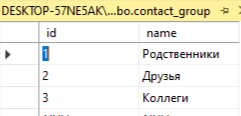 DESKTOP-57NE5AK\...bo.contact_group
id name
1 Родственники
2 Друзья
3 Коллеги